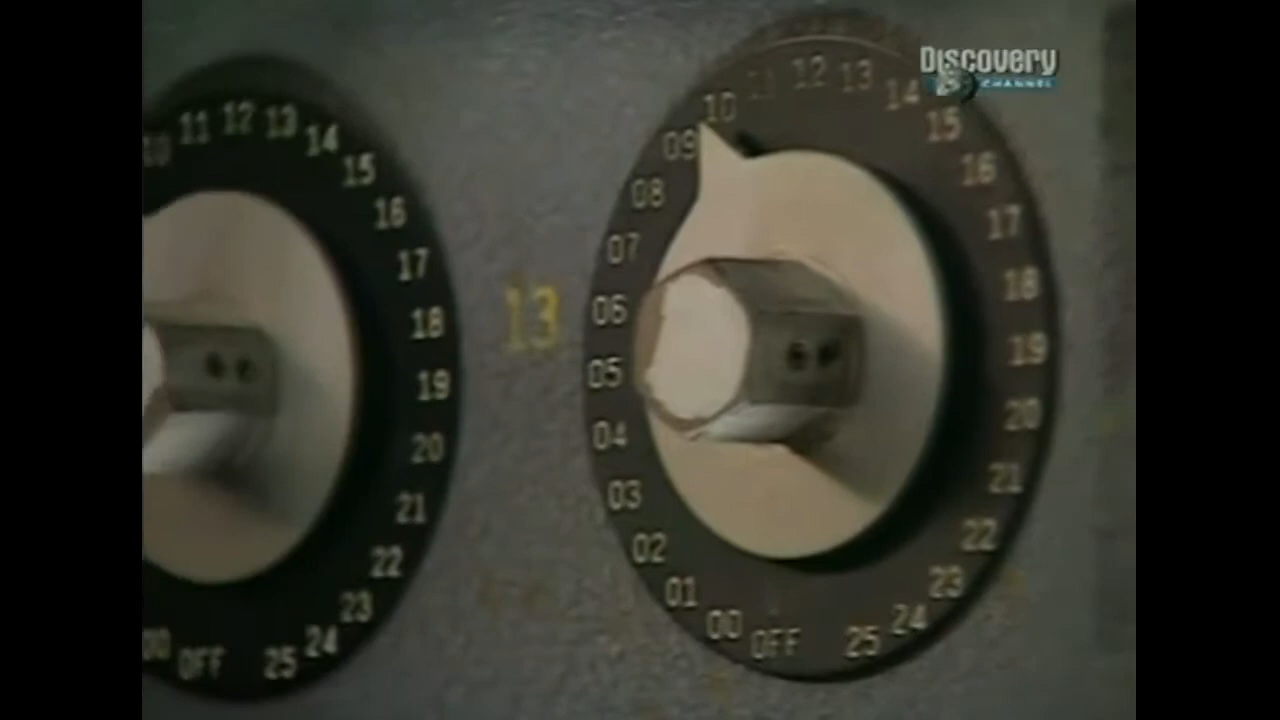 Discovery
CHANNEL
10 11 12 13 14 15 16 17 18 19 20 21 22 23 24 25 OFF 00
13
OFF 00 01 02 03 04 05 06 07 08 09 10 11 12 13 14 15 16 17 18 19 20 21 22 23 24 25